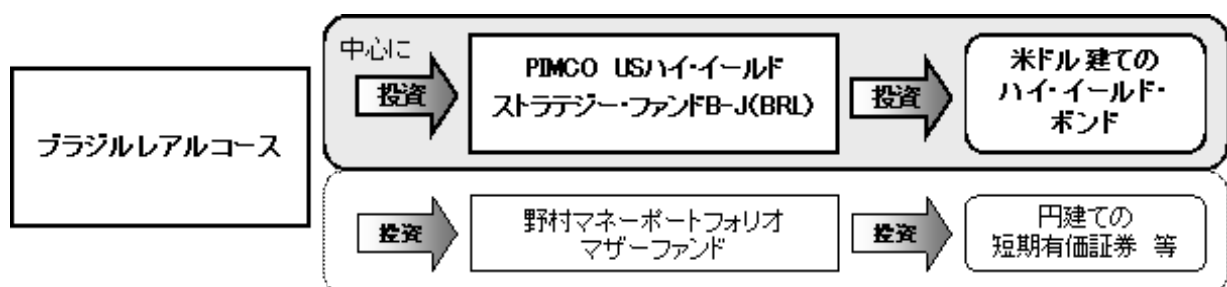 ブラジルレアルコース
中心に
投資
PIMCO USハイ・イールド
ストラテジー・ファンドB-J(BRL)
投資
米ドル建ての
ハイ・イールド・
ボンド
投資
野村マネーポートフォリオ
マザーファンド
投資
円建ての
短期有価証券 等